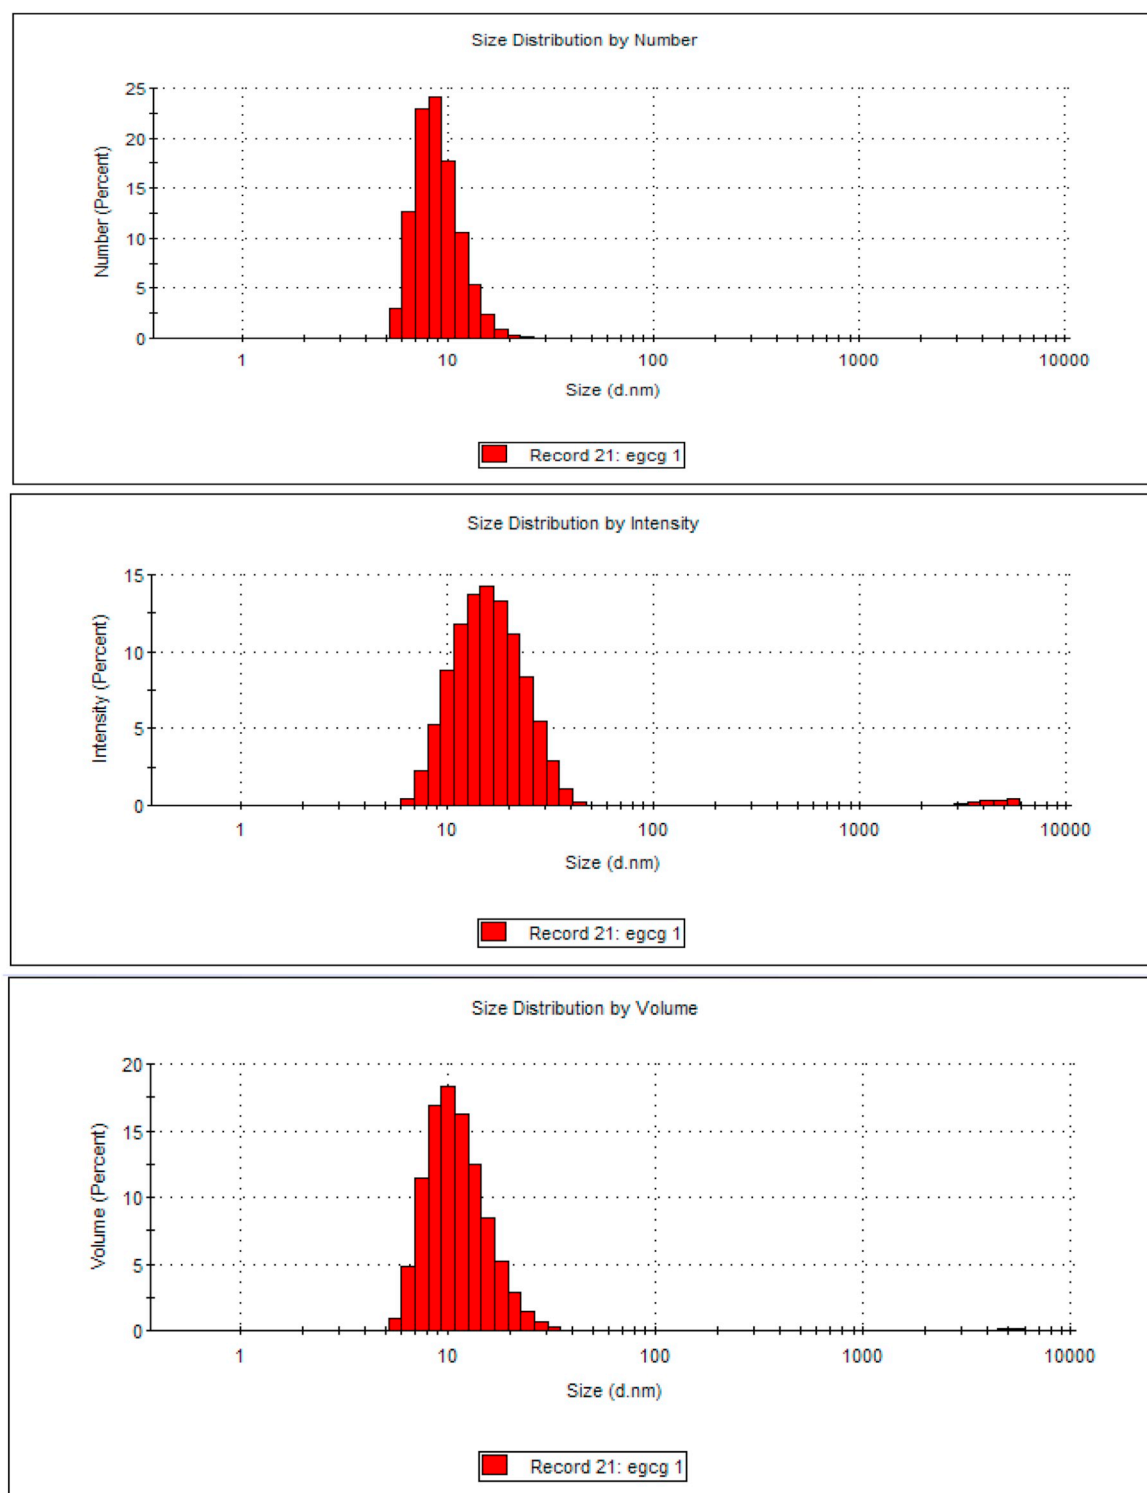 Size Distribution by Number
25
20
15
10
5
0
Number (Percent)
1 10 100 1000 10000
Size (d.nm)
Record 21: egcg 1
Size Distribution by Intensity
15
10
5
0
Intensity (Percent)
1 10 100 1000 10000
Size (d.nm)
Record 21: egcg 1
Size Distribution by Volume
20
15
10
5
0
Volume (Percent)
1 10 100 1000 10000
Size (d.nm)
Record 21: egcg 1